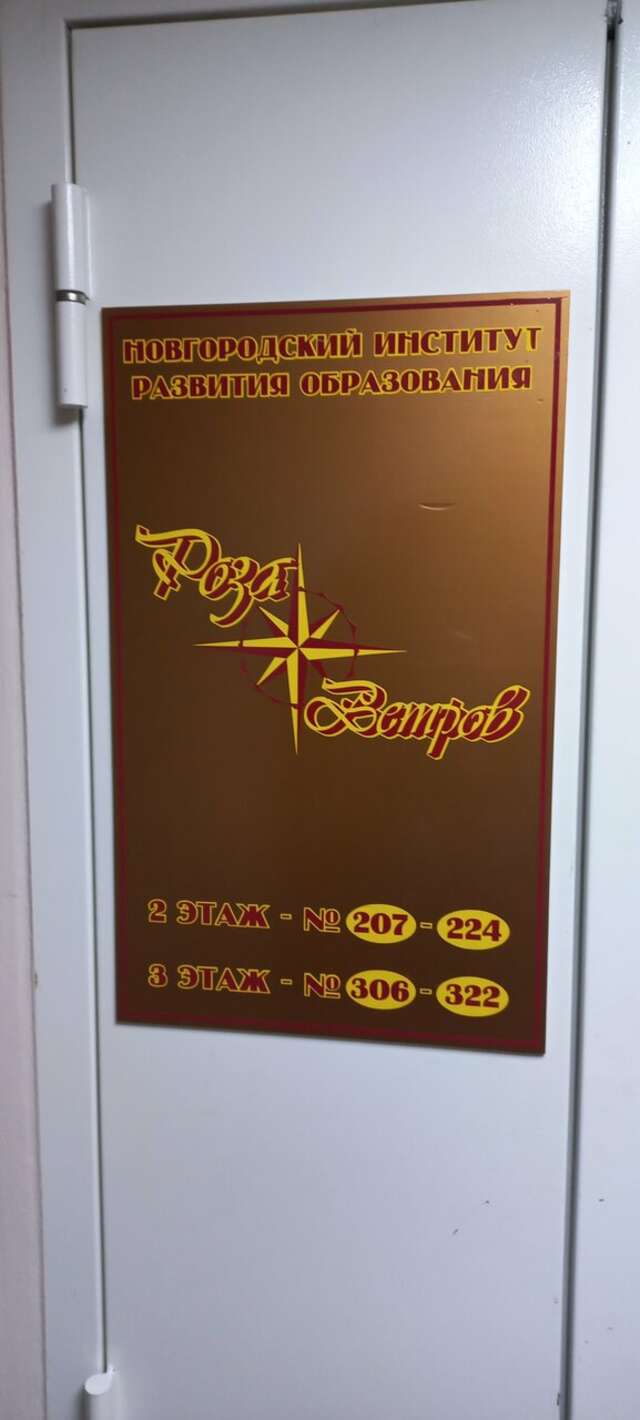 НОВГОРОДСКИЙ ИНСТИТУТ
РАЗВИТИЯ ОБРАЗОВАНИЯ
Роза
Ветров
2 ЭТАЖ - № 207 - 224
3 ЭТАЖ - № 306 - 322